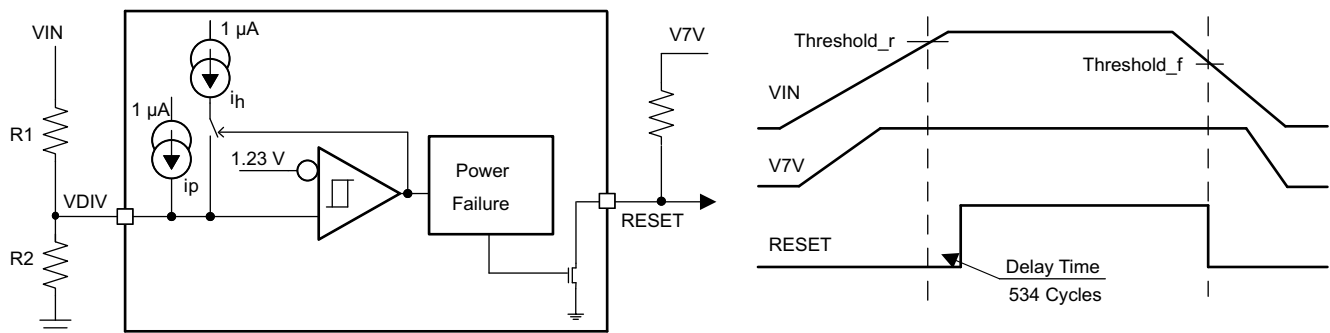 VIN
R1
VDIV
R2
1 µA
ip
1 µA
ih
1.23 V
Power
Failure
V7V
RESET
Threshold_r
Threshold_f
VIN
V7V
RESET
Delay Time
534 Cycles